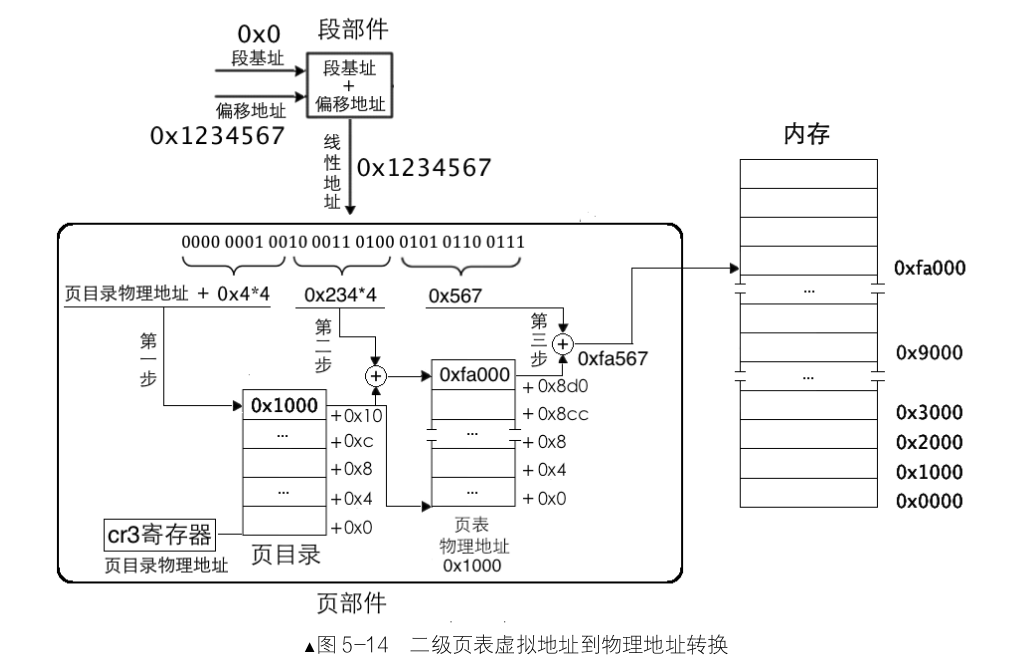 0x0
段部件
段基址
段基址
+
偏移地址
偏移地址
0x1234567
线性地址
0x1234567
内存
0000 0001 0010 0011 0100 0101 0110 0111
页目录物理地址 + 0x4*4
0x234*4
0x567
第一步
第二步
第三步
+
+
0xfa567
0x1000
...
...
+0x10
+0xc
+0x8
+0x4
+0x0
0xfa000
...
...
+0x8d0
+0x8cc
+0x8
+0x4
+0x0
cr3寄存器
页目录物理地址
页目录
页表
物理地址
0x1000
页部件
...
...
0xfa000
0x9000
0x3000
0x2000
0x1000
0x0000
▲图 5-14 二级页表虚拟地址到物理地址转换